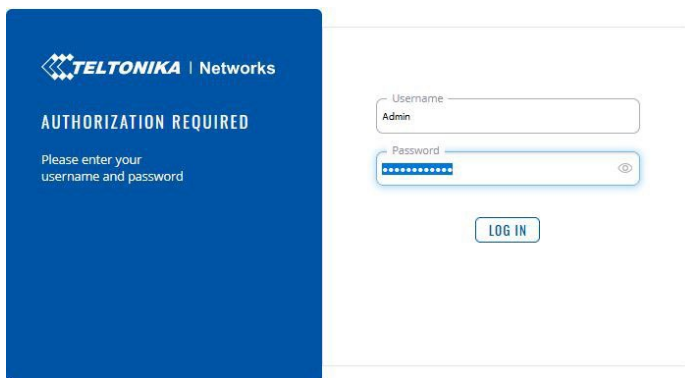 TELTONIKA | Networks
AUTHORIZATION REQUIRED
Please enter your
username and password
Username
Admin
Password
••••••••••••
LOG IN